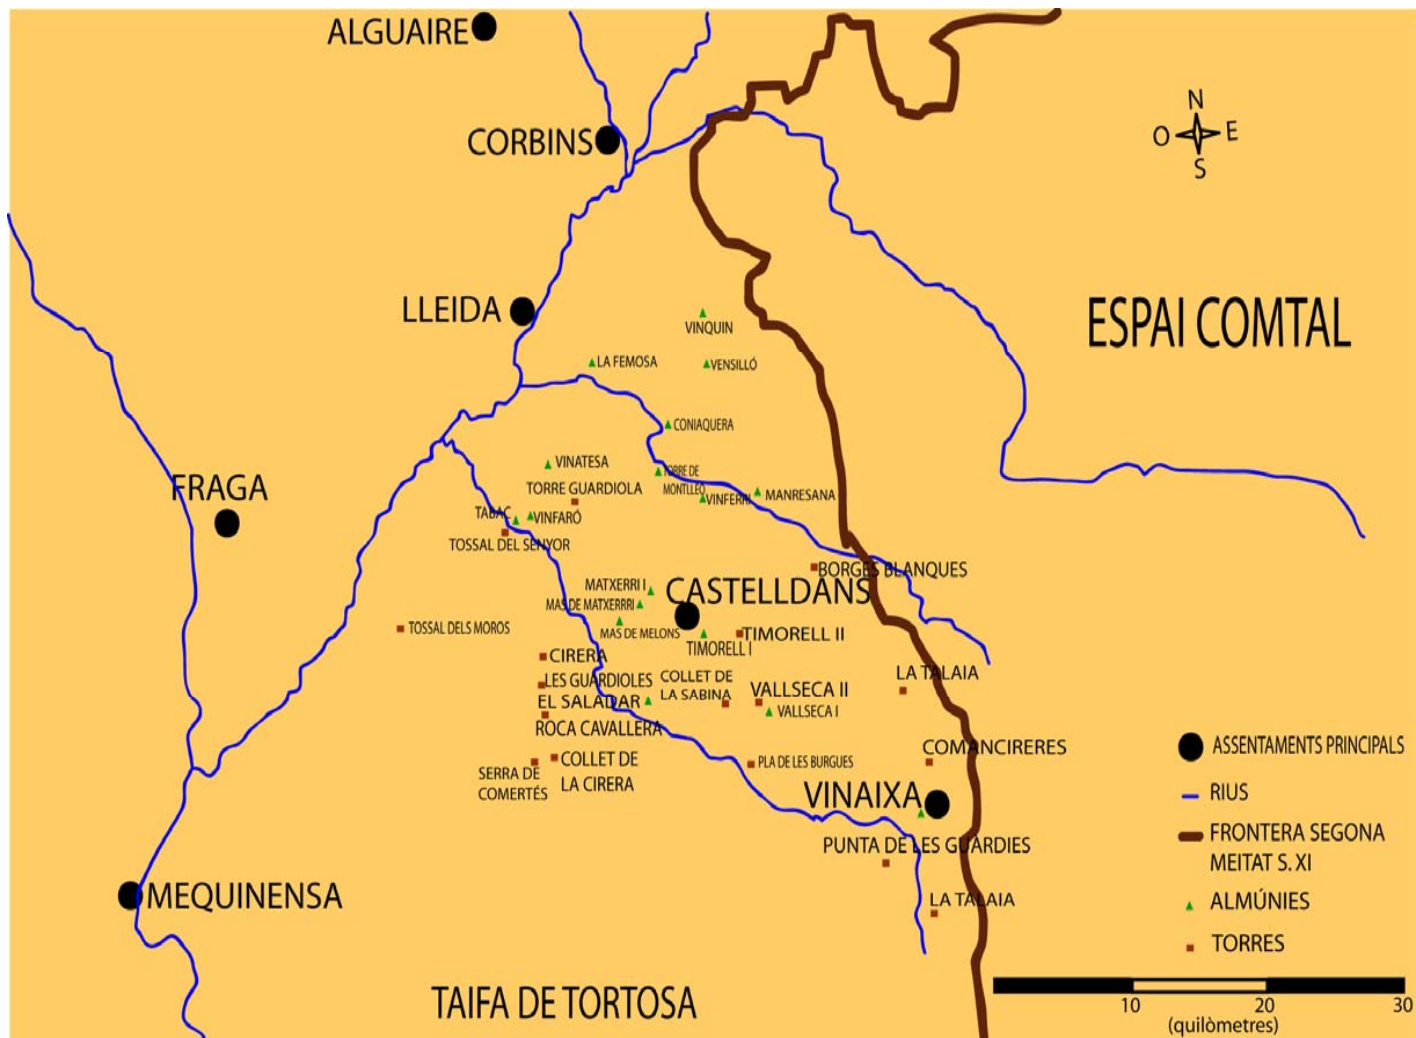 ALGUAIRE
CORBINS
N
O
E
S
LLEIDA
ESPAI COMTAL
VINQUIN
LA FEMOSA
VENSILLÓ
CONIAQUERA
VINATESA
TORRE DE
MONTLLEÓ
FRAGA
TORRE GUARDIOLA
VINFERRI
MANRESANA
TABAC
VINFARÓ
TOSSAL DEL SENYOR
BORGES BLANQUES
MATXERRI I
CASTELLDANS
MAS DE MATXERRRI
TOSSAL DELS MOROS
MAS DE MELONS
TIMORELL I
TIMORELL II
CIRERA
LES GUARDIOLES
COLLET DE
LA SABINA
LA TALAIA
VALLSECA II
EL SALADAR
VALLSECA I
ROCA CAVALLERA
COMANCIRERES
ASSENTAMENTS PRINCIPALS
COLLET DE
LA CIRERA
PLA DE LES BURGUES
SERRA DE
COMERTÉS
VINAIXA
RIUS
FRONTERA SEGONA
MEITAT S. XI
PUNTA DE LES GUARDIES
MEQUINENSA
LA TALAIA
ALMÚNIES
TORRES
TAIFA DE TORTOSA
10 20 30
(quilòmetres)